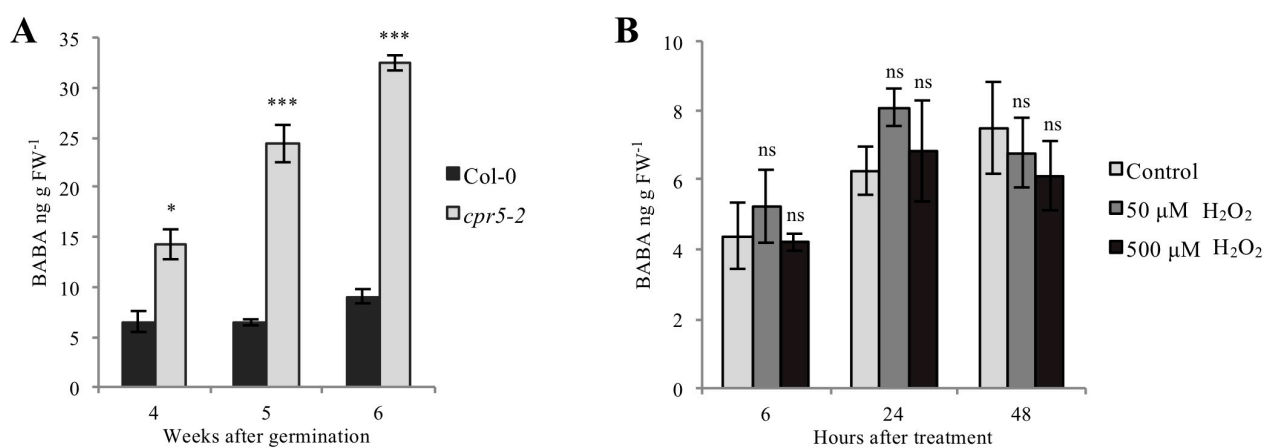 A
BABA ng g FW⁻¹
35
30
25
20
15
10
5
0
*
***
***
4
5
6
Weeks after germination
Col-0
cpr5-2
B
BABA ng g FW⁻¹
10
8
6
4
2
0
ns
ns
ns
ns
ns
ns
6
24
48
Hours after treatment
Control
50 µM H₂O₂
500 µM H₂O₂